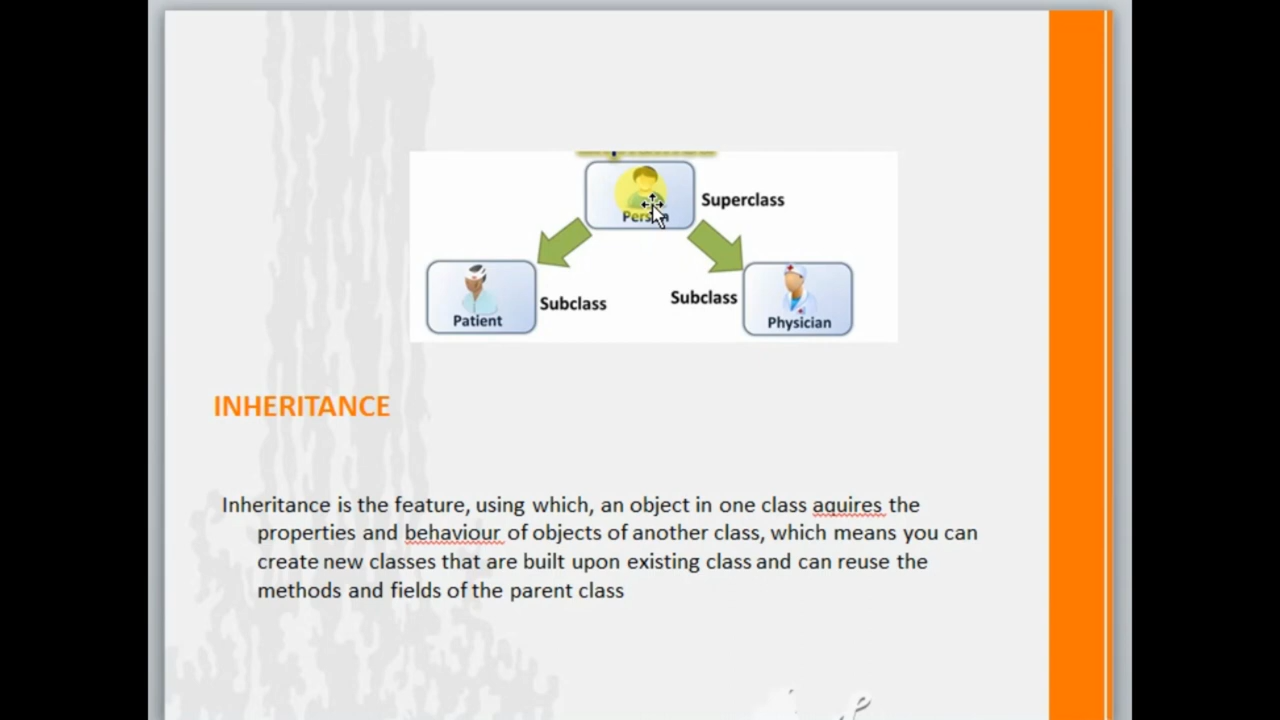 Person
Superclass
Subclass
Subclass
Patient
Physician
INHERITANCE
Inheritance is the feature, using which, an object in one class aquires the
properties and behaviour of objects of another class, which means you can
create new classes that are built upon existing class and can reuse the
methods and fields of the parent class